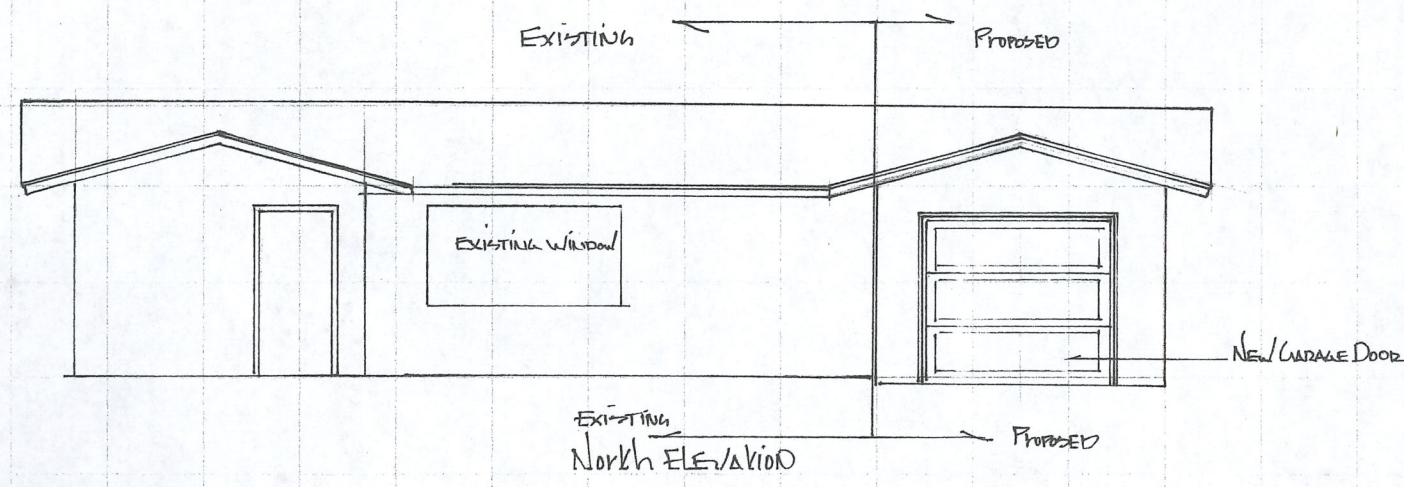 Existing
Proposed
Existing Window
New Garage Door
Existing
Proposed
North Elevation